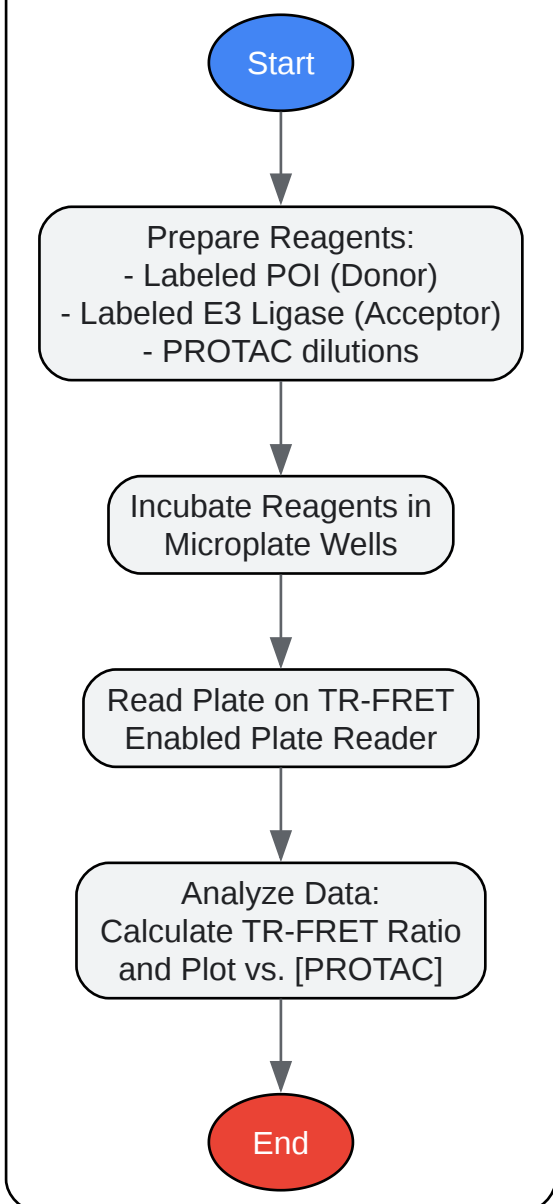 Start
Prepare Reagents:
- Labeled POI (Donor)
- Labeled E3 Ligase (Acceptor)
- PROTAC dilutions
Incubate Reagents in
Microplate Wells
Read Plate on TR-FRET
Enabled Plate Reader
Analyze Data:
Calculate TR-FRET Ratio
and Plot vs. [PROTAC]
End